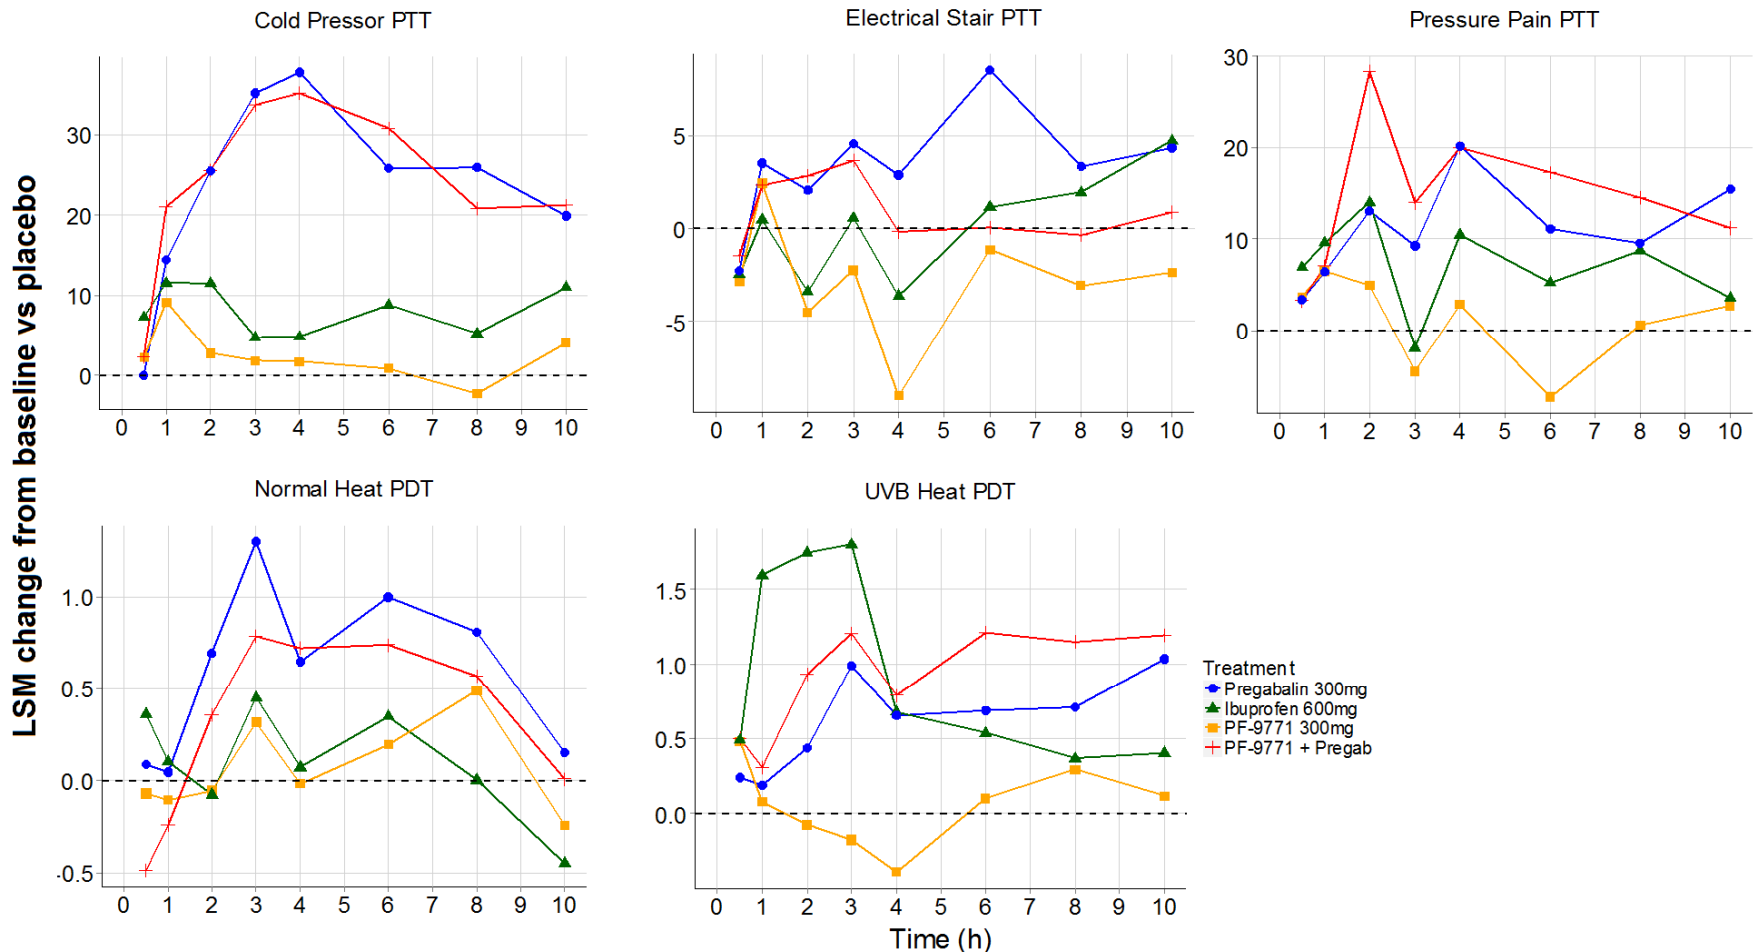 Cold Pressor PTT
30
20
10
0
0 1 2 3 4 5 6 7 8 9 10
Electrical Stair PTT
5
0
-5
0 1 2 3 4 5 6 7 8 9 10
Pressure Pain PTT
30
20
10
0
0 1 2 3 4 5 6 7 8 9 10
LSM change from baseline vs placebo
Normal Heat PDT
1.0
0.5
0.0
-0.5
0 1 2 3 4 5 6 7 8 9 10
UVB Heat PDT
1.5
1.0
0.5
0.0
0 1 2 3 4 5 6 7 8 9 10
Time (h)
Treatment
Pregabalin 300mg
Ibuprofen 600mg
PF-9771 300mg
PF-9771 + Pregab